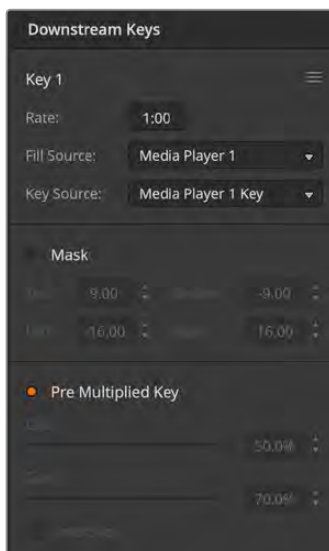 Downstream Keys
Key 1
Rate: 1:00
Fill Source: Media Player 1
Key Source: Media Player 1 Key
Mask
9.00 -9.00
-16.00 16.00
Pre Multiplied Key
50.0%
70.0%